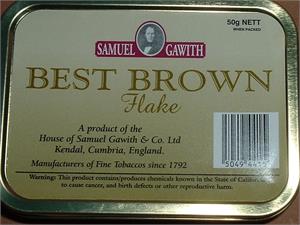 50g NETT
WHEN PACKED
SAMUEL GAWITH
BEST BROWN
Flake
A product of the
House of Samuel Gawith & Co. Ltd
Kendal, Cumbria, England.
Manufacturers of Fine Tobaccos since 1792
Warning: This product contains/produces chemicals known in the State of California
to cause cancer, and birth defects or other reproductive harm.